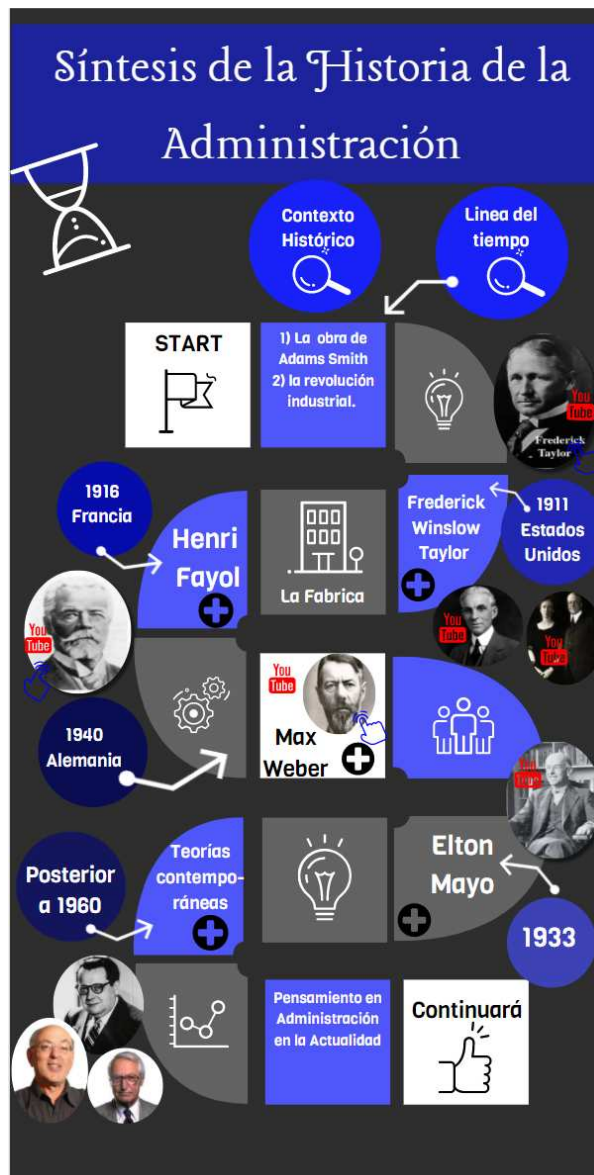 Síntesis de la Historia de la
Administración
Contexto
Histórico
Linea del
tiempo
START
1) La obra de
Adams Smith
2) la revolución
industrial.
You
Tube
Frederick
Taylor
1916
Francia
Henri
Fayol
La Fabrica
Frederick
Winslow
Taylor
1911
Estados
Unidos
You
Tube
You
Tube
You
Tube
You
Tube
Max
Weber
1940
Alemania
You
Tube
Posterior
a 1960
Teorías
contempo-
ráneas
Elton
Mayo
1933
Pensamiento en
Administración
en la Actualidad
Continuará